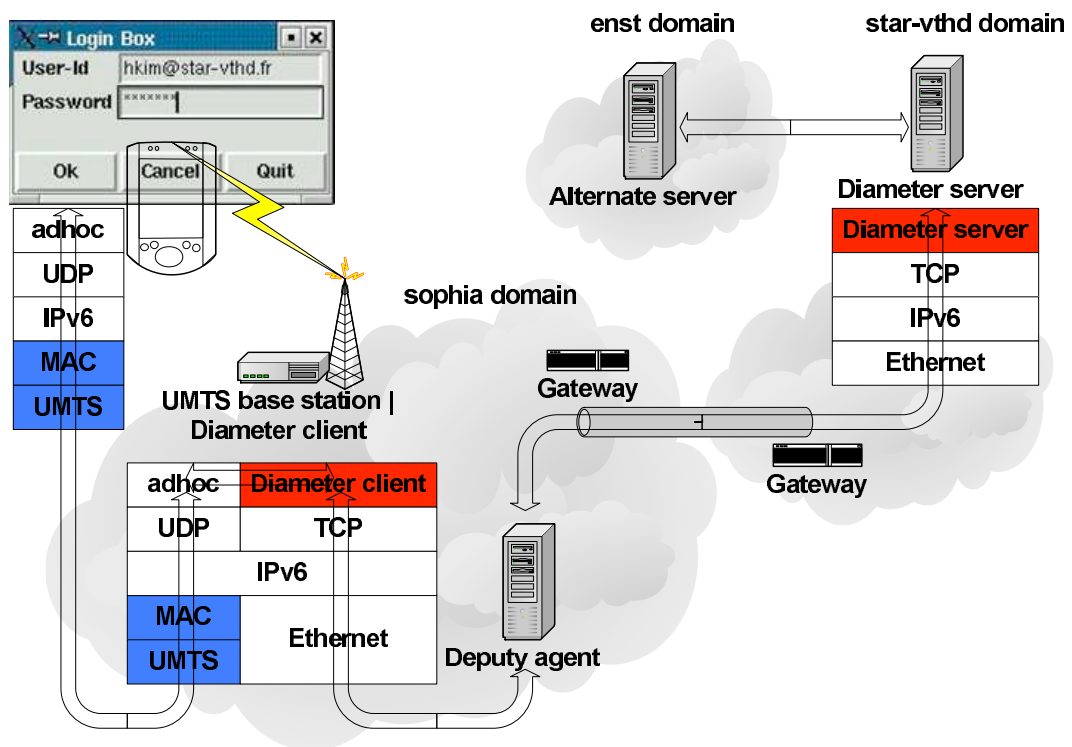 enst domain
star-vthd domain
Login Box
User-Id hkim@star-vthd.fr
Password *******
Ok Cancel Quit
Alternate server
Diameter server
adhoc
UDP
IPv6
MAC
UMTS
Diameter server
TCP
IPv6
Ethernet
sophia domain
Gateway
UMTS base station |
Diameter client
Gateway
adhoc Diameter client
UDP TCP
IPv6
MAC
Ethernet
UMTS
Deputy agent